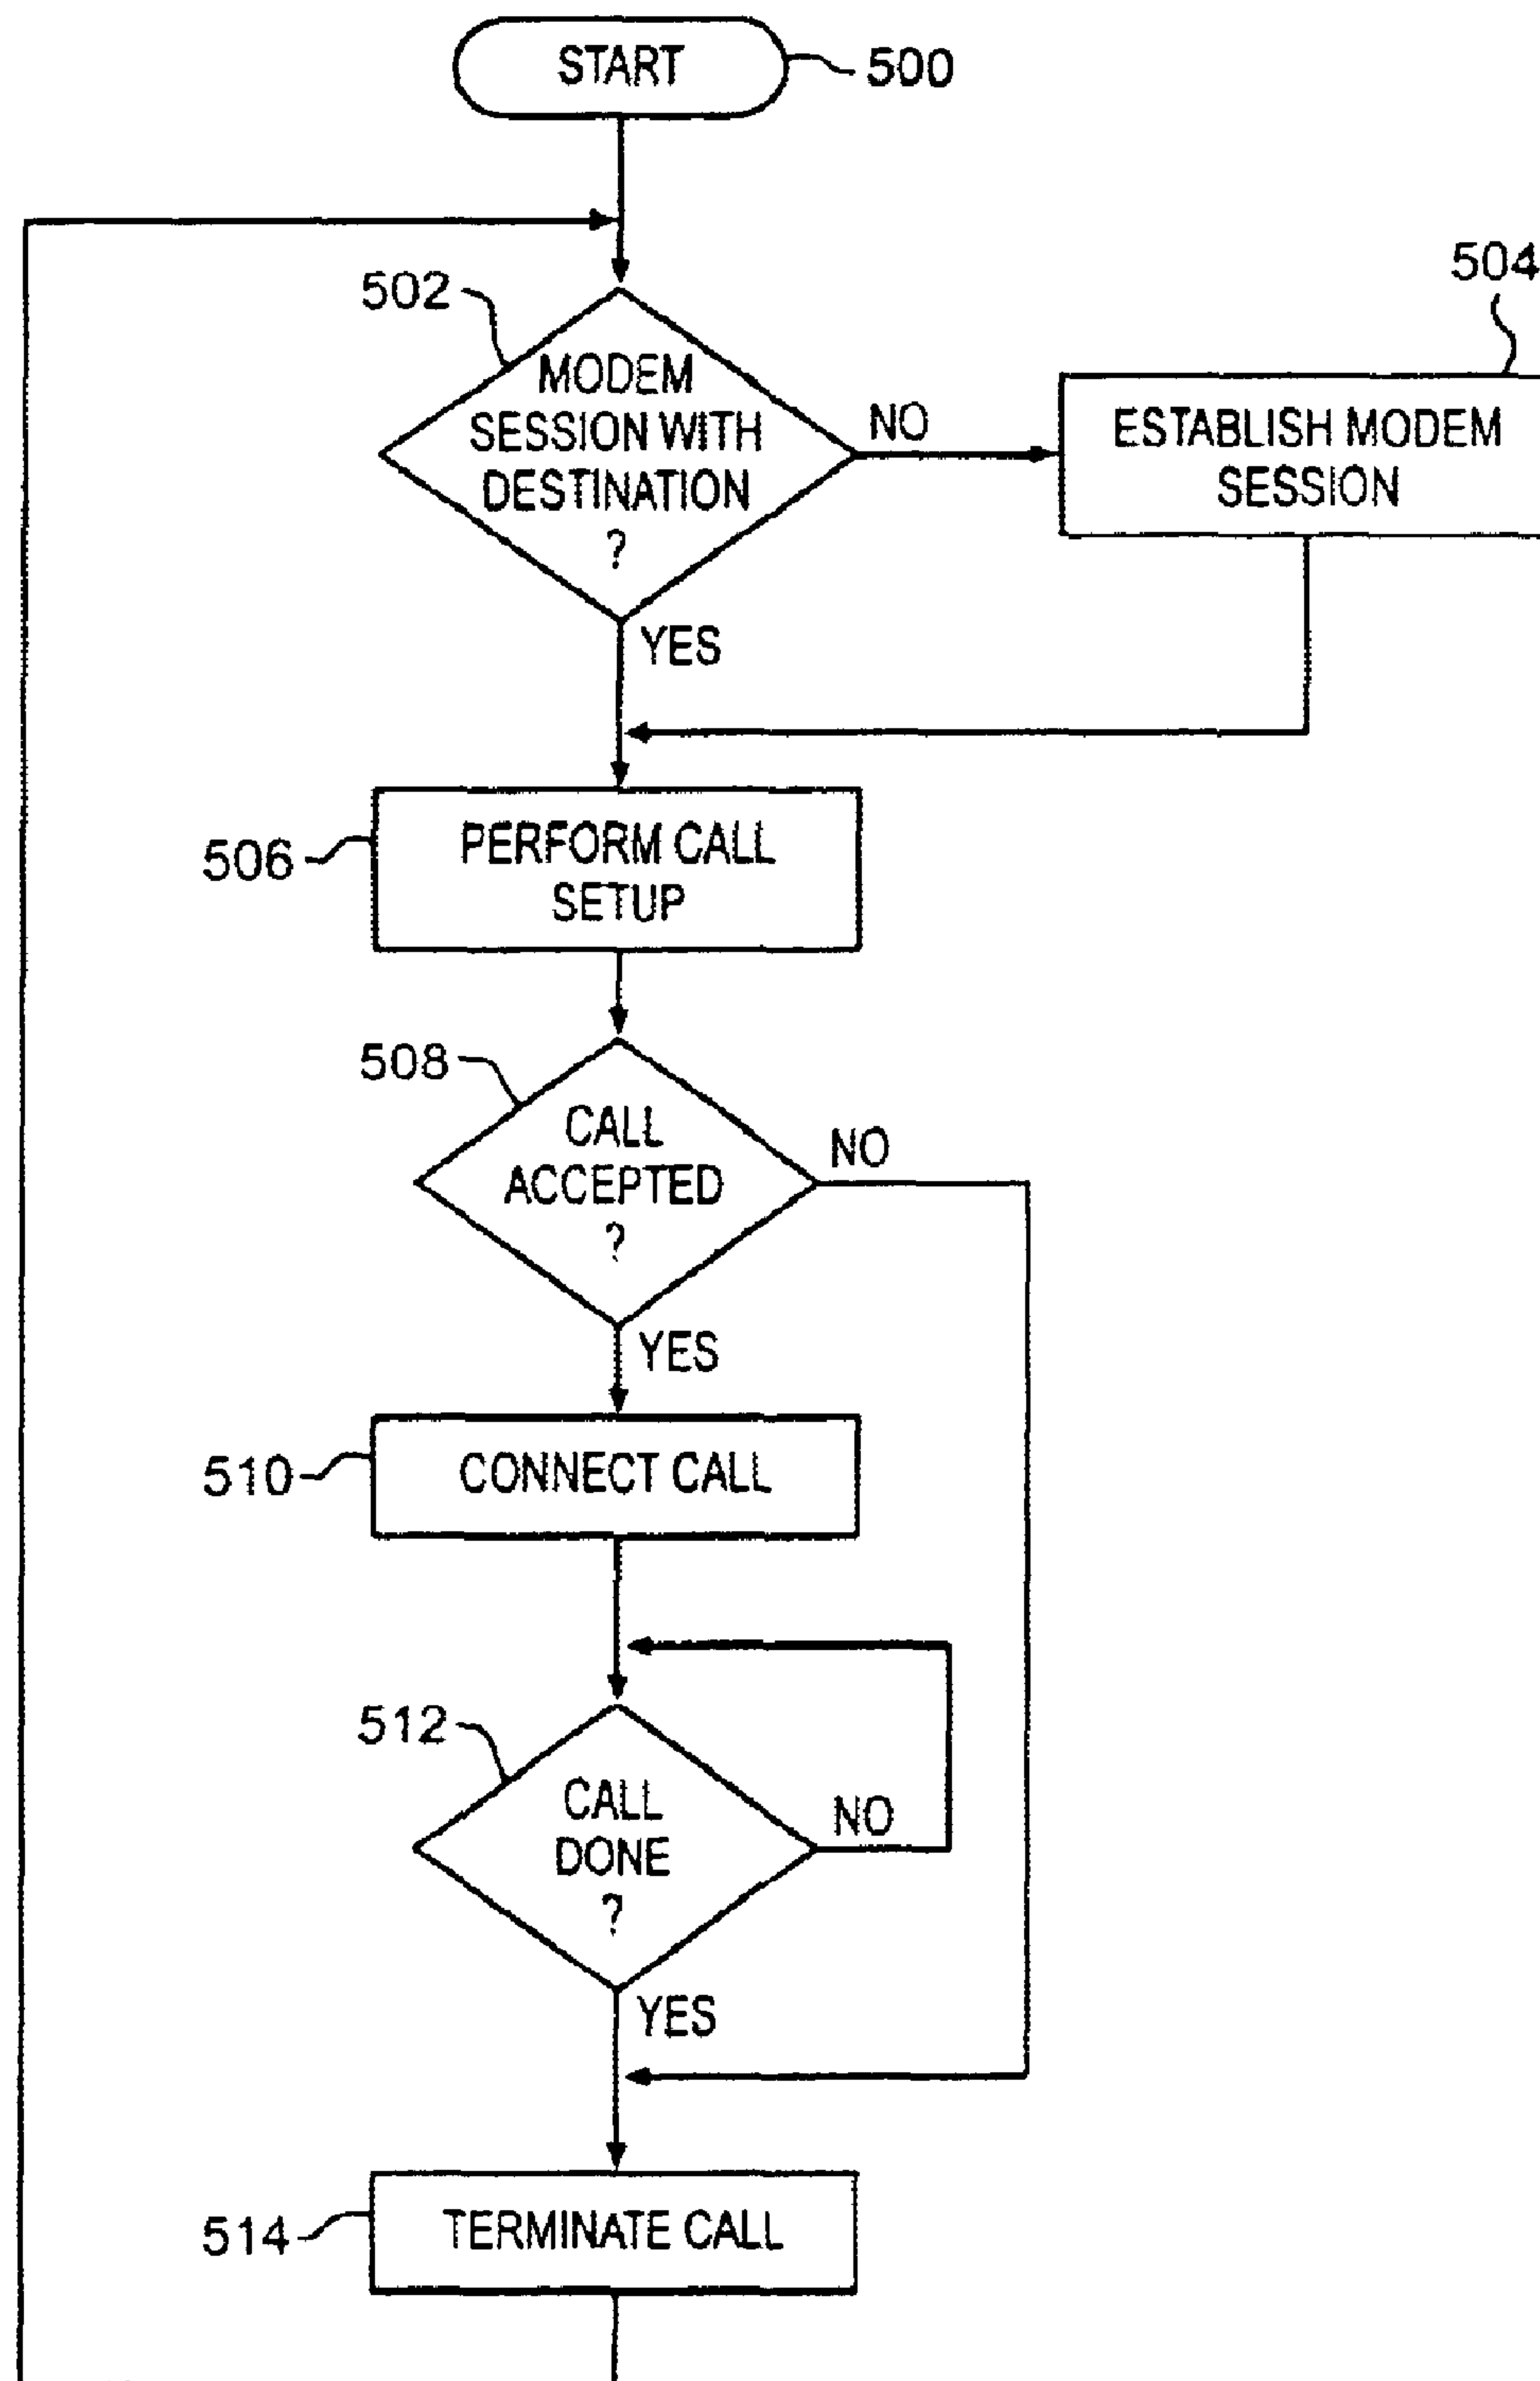 START
500
502
MODEM
SESSION WITH
DESTINATION
?
NO
504
ESTABLISH MODEM
SESSION
YES
506
PERFORM CALL
SETUP
508
CALL
ACCEPTED
?
NO
YES
510
CONNECT CALL
512
CALL
DONE
?
NO
YES
514
TERMINATE CALL